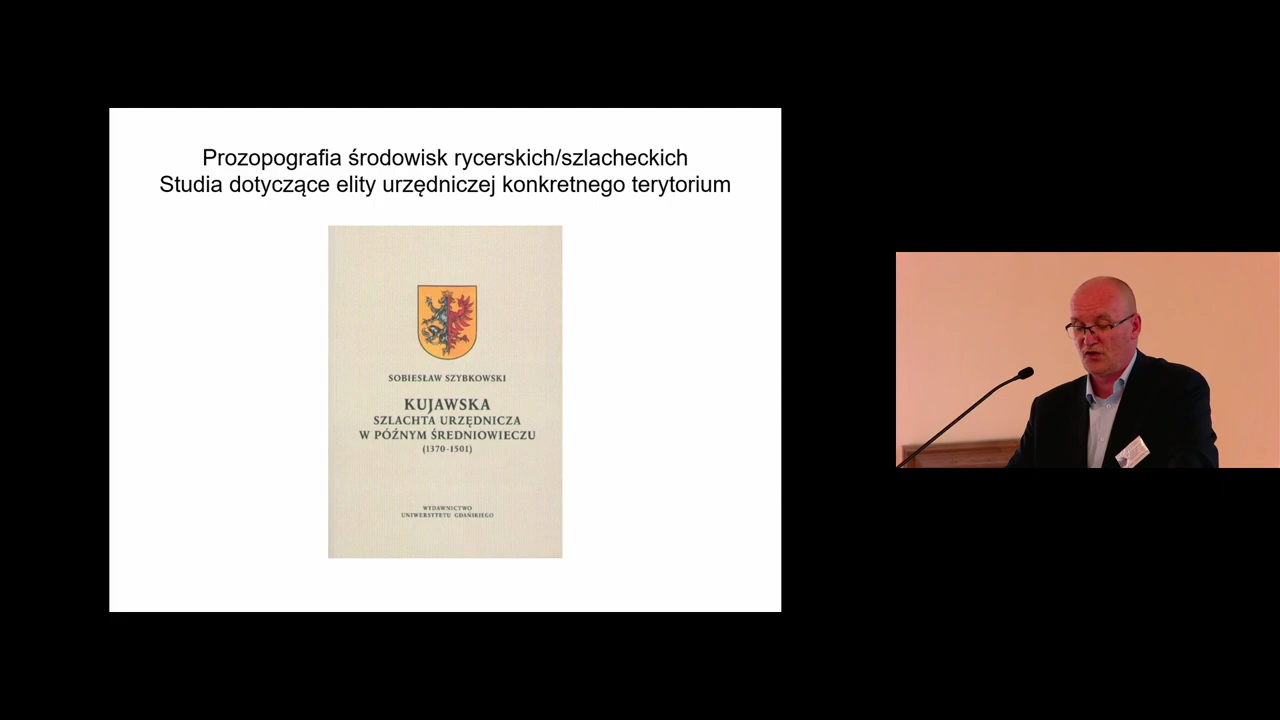 Prozopografia środowisk rycerskich/szlacheckich
Studia dotyczące elity urzędniczej konkretnego terytorium
SOBIESŁAW SZYBKOWSKI
KUJAWSKA
SZLACHTA URZĘDNICZA
W PÓŹNYM ŚREDNIOWIECZU
(1370-1501)
WYDAWNICTWO
UNIWERSYTETU GDAŃSKIEGO